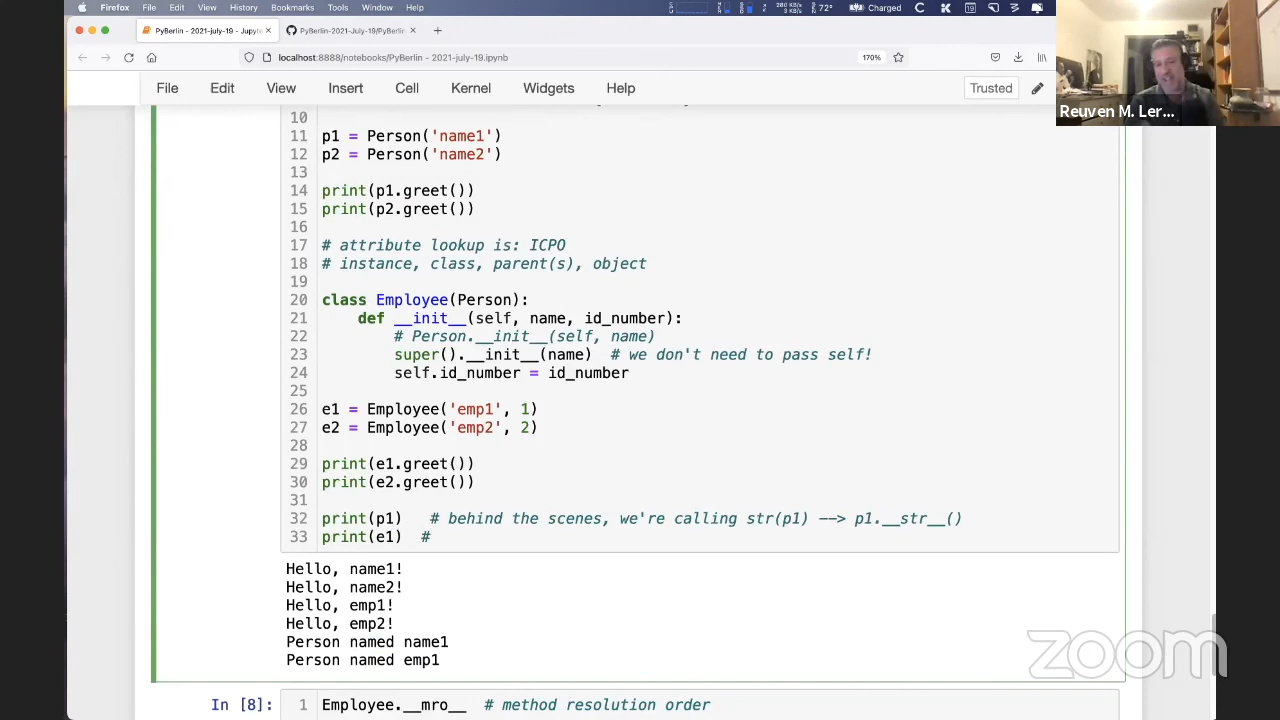 Firefox File Edit View History Bookmarks Tools Window Help
280 KB/s 72° Charged
PyBerlin - 2021-july-19 - Jupyte
PyBerlin-2021-July-19/PyBerlin
localhost:8888/notebooks/PyBerlin - 2021-july-19.ipynb
170%
File Edit View Insert Cell Kernel Widgets Help
Trusted
Reuven M. Ler...
10
11 p1 = Person('name1')
12 p2 = Person('name2')
13
14 print(p1.greet())
15 print(p2.greet())
16
17 # attribute lookup is: ICPO
18 # instance, class, parent(s), object
19
20 class Employee(Person):
21 def __init__(self, name, id_number):
22 # Person.__init__(self, name)
23 super().__init__(name) # we don't need to pass self!
24 self.id_number = id_number
25
26 e1 = Employee('emp1', 1)
27 e2 = Employee('emp2', 2)
28
29 print(e1.greet())
30 print(e2.greet())
31
32 print(p1) # behind the scenes, we're calling str(p1) --> p1.__str__()
33 print(e1) #
Hello, name1!
Hello, name2!
Hello, emp1!
Hello, emp2!
Person named name1
Person named emp1
zoom
In [8]: 1 Employee.__mro__ # method resolution order